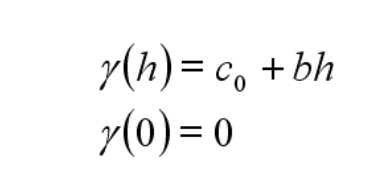 γ(h) = c₀ + bh
γ(0) = 0